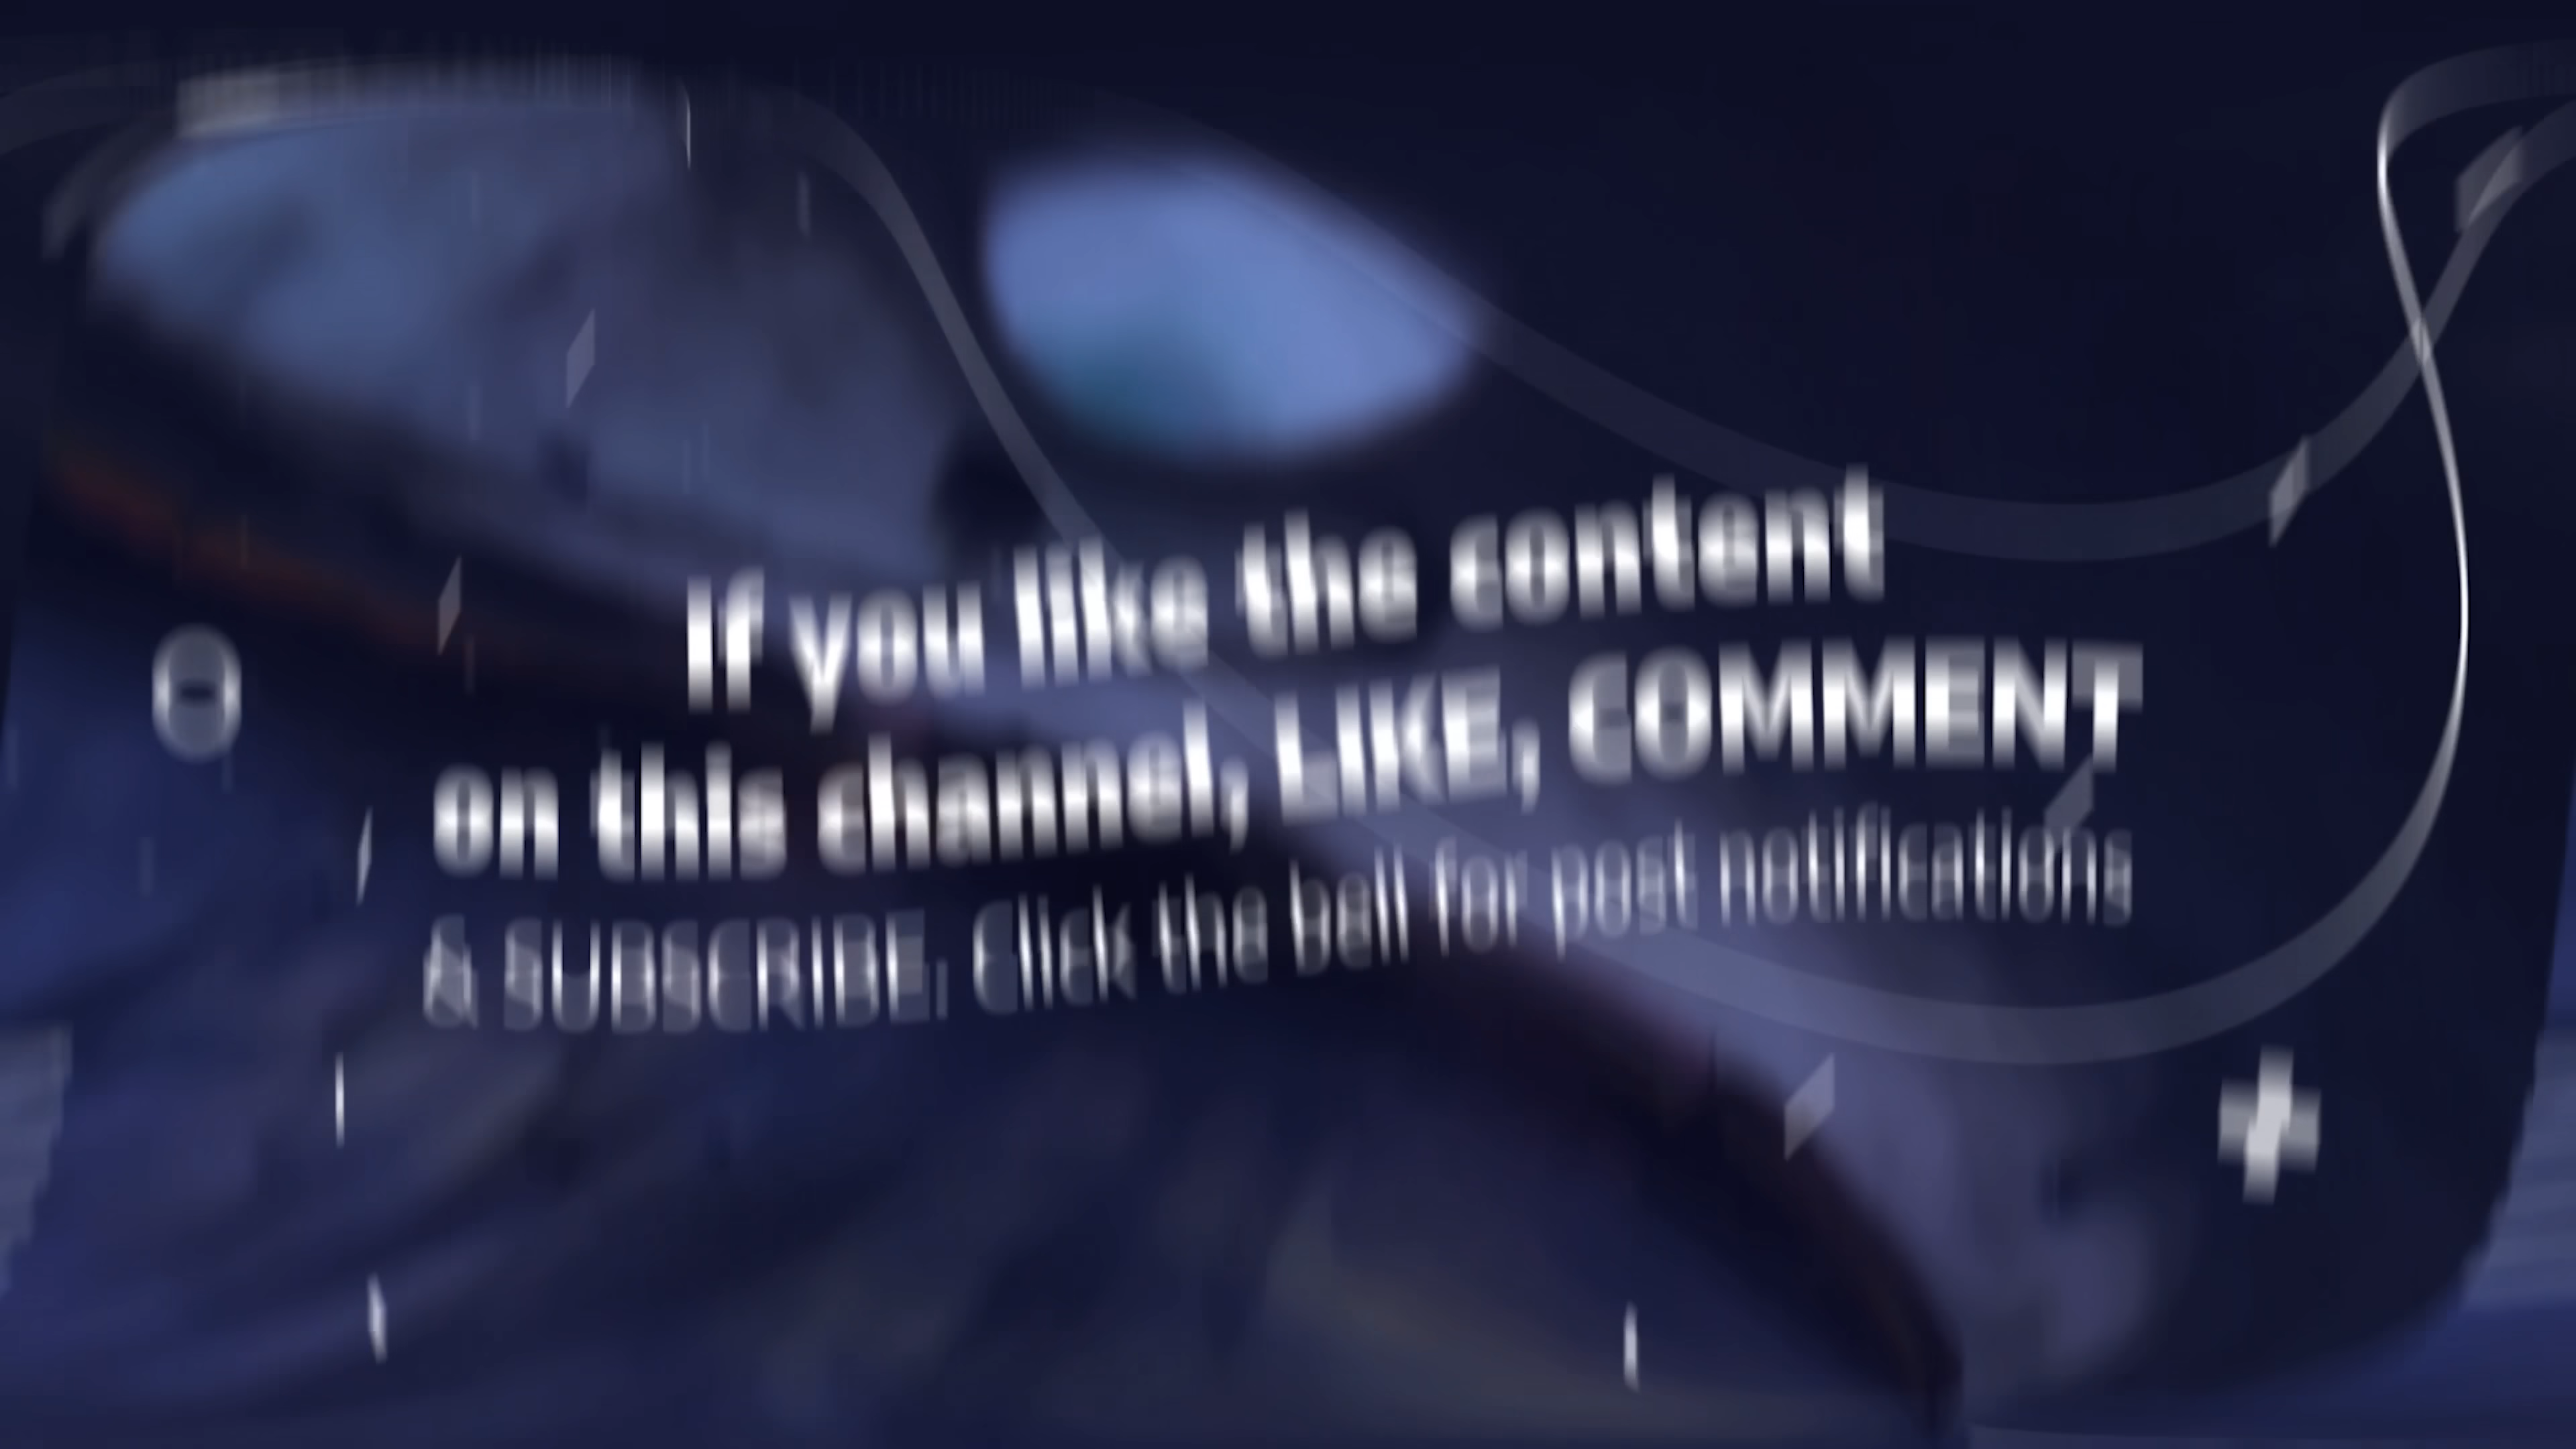 If you like the content
on this channel, LIKE, COMMENT
& SUBSCRIBE. Click the bell for post notifications